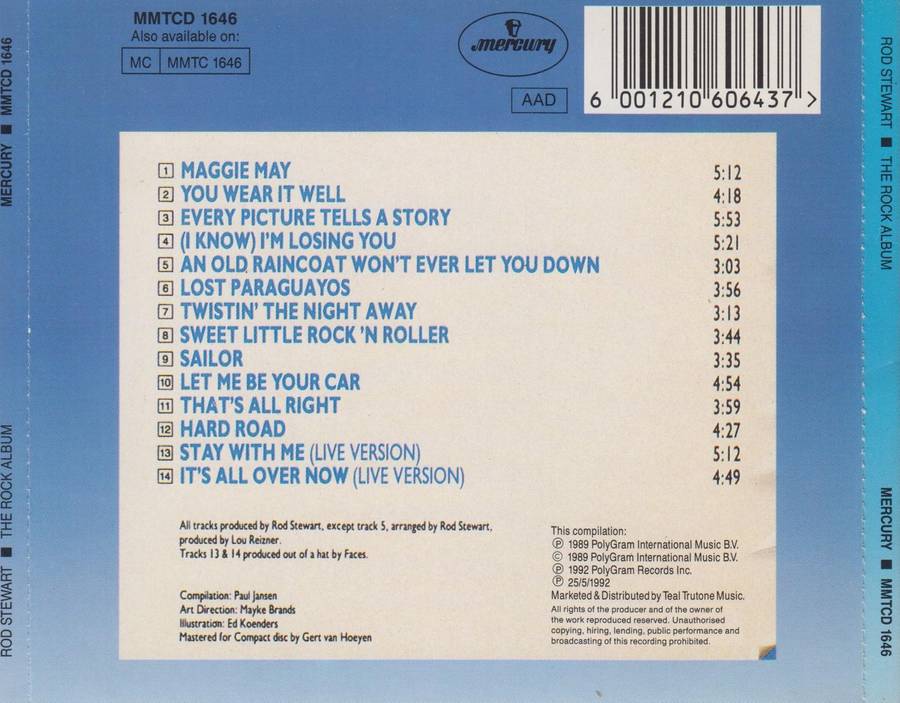 MMTCD 1646
Also available on:
MC MMTC 1646
mercury
AAD
6 001210 606437 >
1 MAGGIE MAY 5:12
2 YOU WEAR IT WELL 4:18
3 EVERY PICTURE TELLS A STORY 5:53
4 (I KNOW) I'M LOSING YOU 5:21
5 AN OLD RAINCOAT WON'T EVER LET YOU DOWN 3:03
6 LOST PARAGUAYOS 3:56
7 TWISTIN' THE NIGHT AWAY 3:13
8 SWEET LITTLE ROCK 'N ROLLER 3:44
9 SAILOR 3:35
10 LET ME BE YOUR CAR 4:54
11 THAT'S ALL RIGHT 3:59
12 HARD ROAD 4:27
13 STAY WITH ME (LIVE VERSION) 5:12
14 IT'S ALL OVER NOW (LIVE VERSION) 4:49
All tracks produced by Rod Stewart, except track 5, arranged by Rod Stewart,
produced by Lou Reizner.
Tracks 13 & 14 produced out of a hat by Faces.
Compilation: Paul Jansen
Art Direction: Mayke Brands
Illustration: Ed Koenders
Mastered for Compact disc by Gert van Hoeyen
This compilation:
℗ 1989 PolyGram International Music B.V.
© 1989 PolyGram International Music B.V.
℗ 1992 PolyGram Records Inc.
℗ 25/5/1992
Marketed & Distributed by Teal Trutone Music.
All rights of the producer and of the owner of
the work reproduced reserved. Unauthorised
copying, hiring, lending, public performance and
broadcasting of this recording prohibited.
ROD STEWART ■ THE ROCK ALBUM MERCURY ■ MMTCD 1646
ROD STEWART ■ THE ROCK ALBUM MERCURY ■ MMTCD 1646